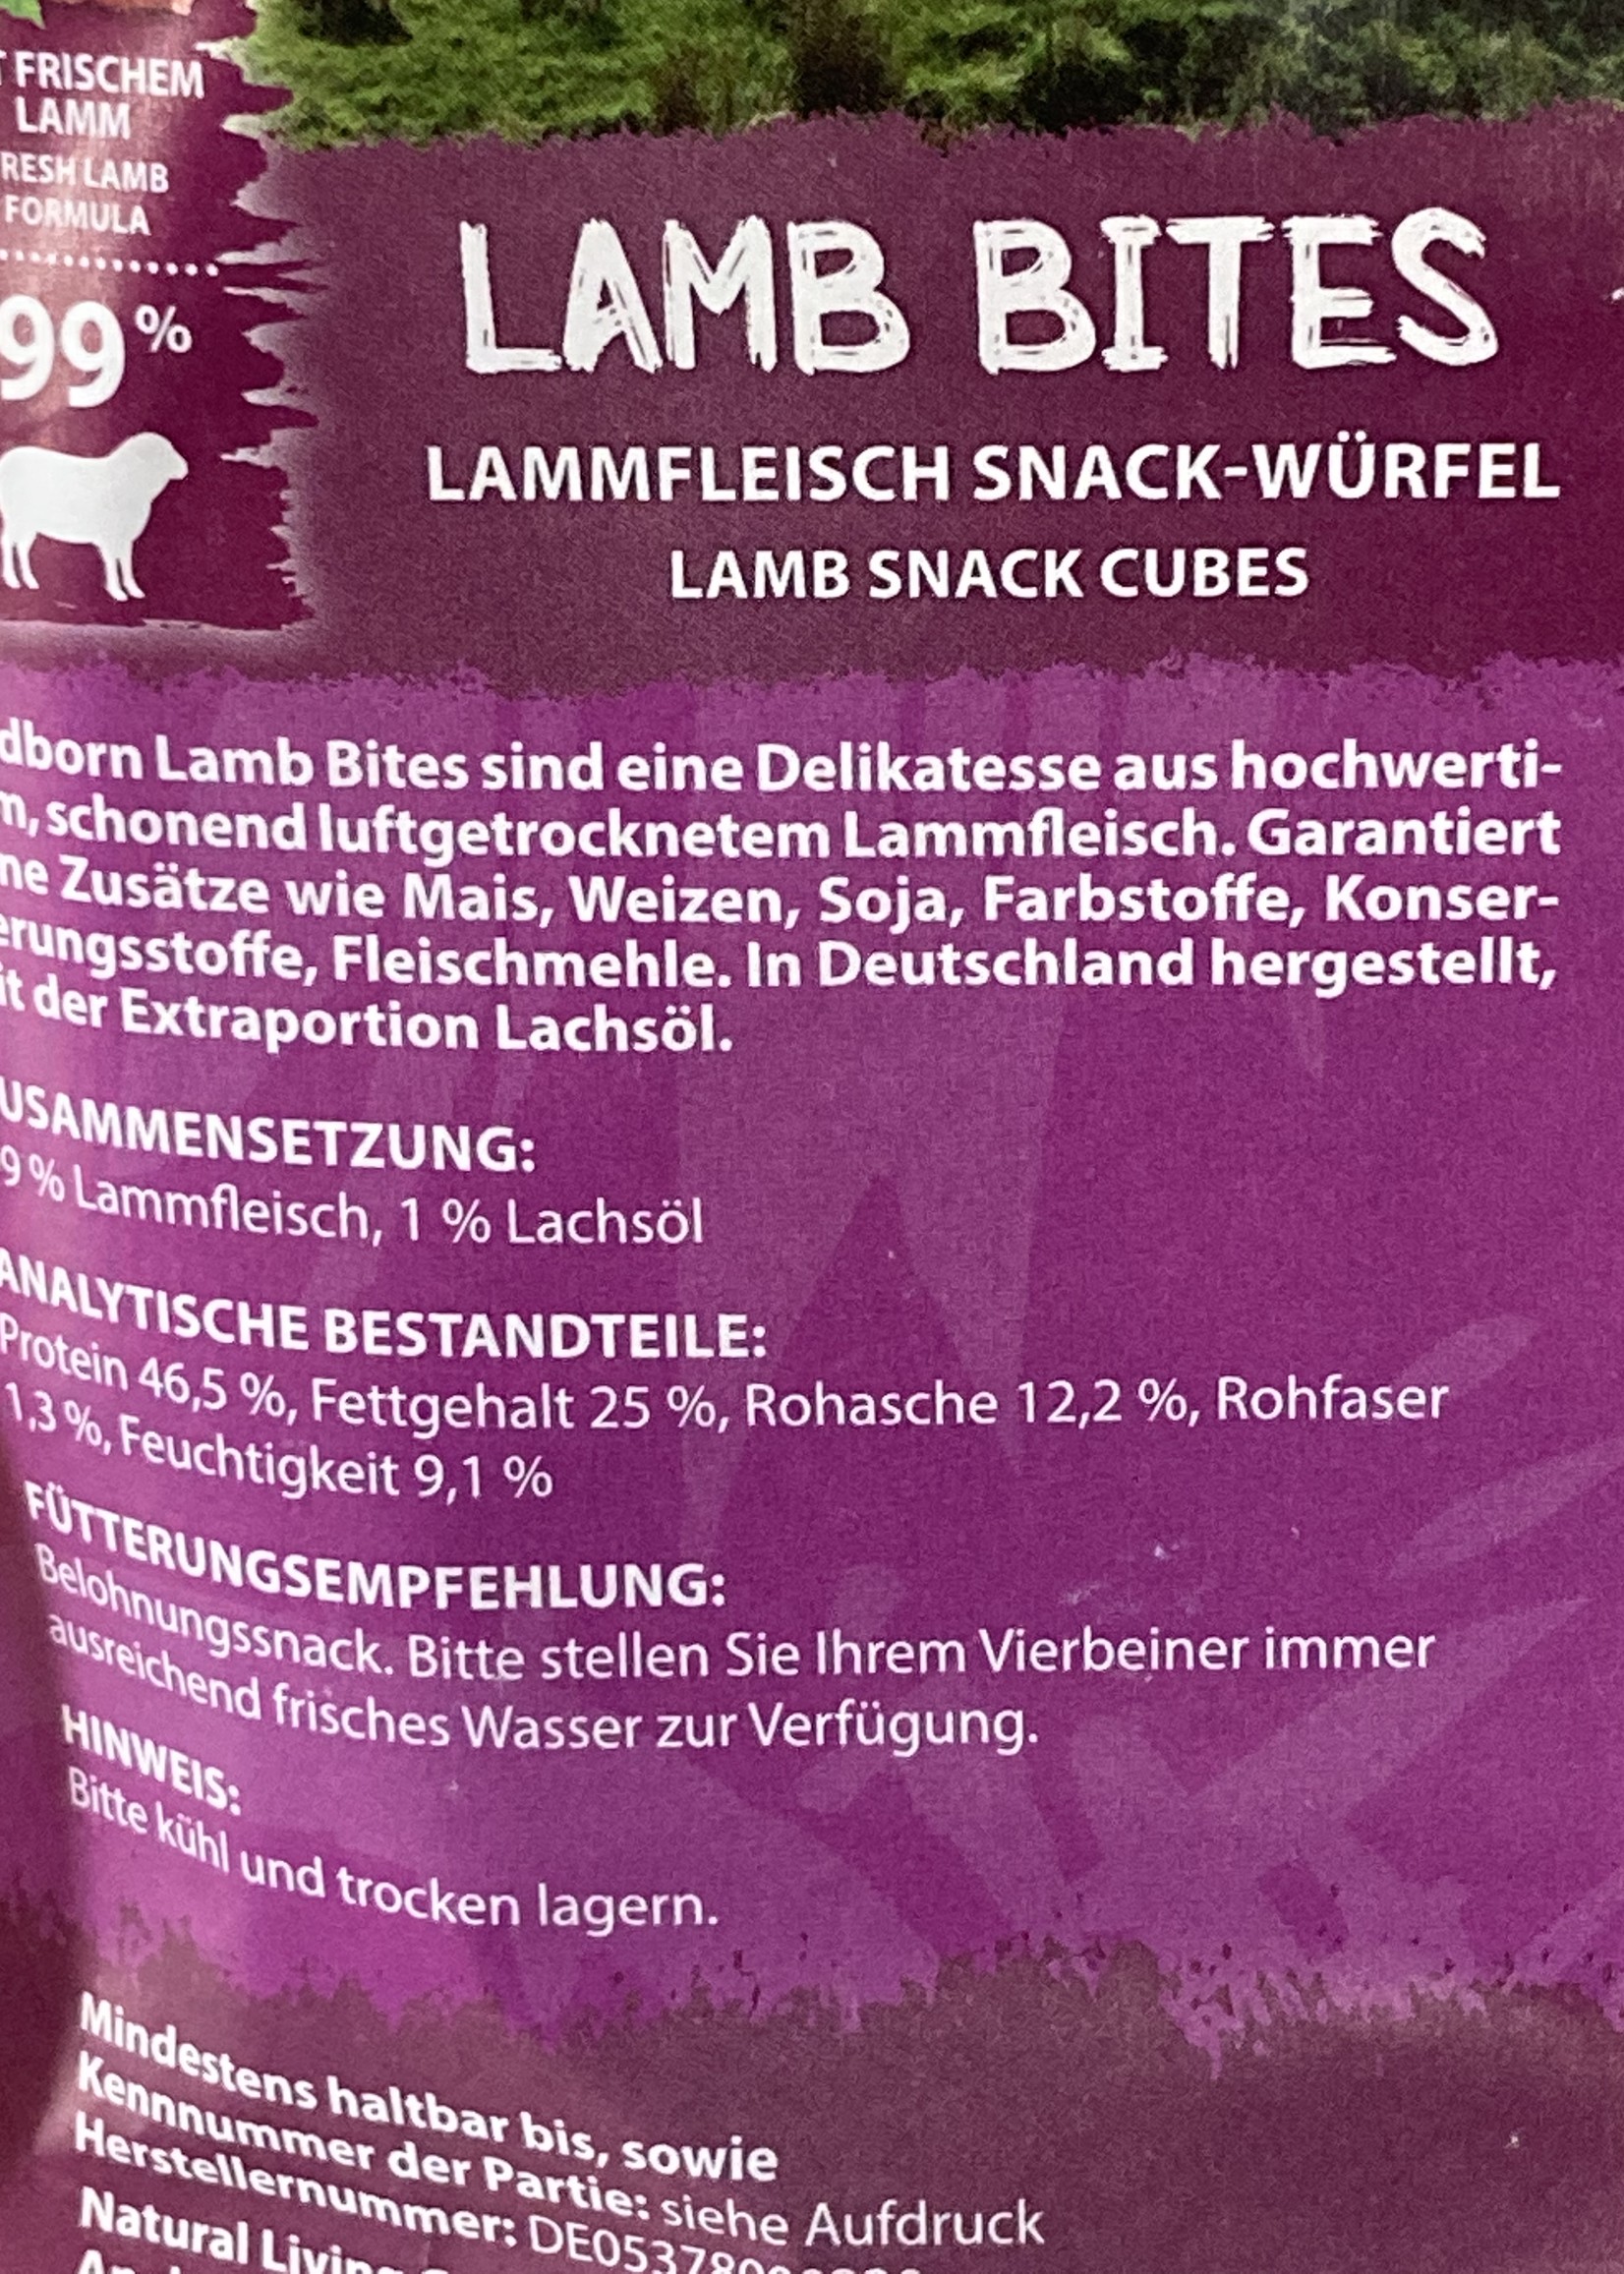 FRISCHEM
LAMM
RESH LAMB
FORMULA
99 %
LAMB BITES
LAMMFLEISCH SNACK-WÜRFEL
LAMB SNACK CUBES
dborn Lamb Bites sind eine Delikatesse aus hochwerti-
m, schonend luftgetrocknetem Lammfleisch. Garantiert
ne Zusätze wie Mais, Weizen, Soja, Farbstoffe, Konser-
erungsstoffe, Fleischmehle. In Deutschland hergestellt,
it der Extraportion Lachsöl.
USAMMENSETZUNG:
9 % Lammfleisch, 1 % Lachsöl
ANALYTISCHE BESTANDTEILE:
Protein 46,5 %, Fettgehalt 25 %, Rohasche 12,2 %, Rohfaser
1,3 %, Feuchtigkeit 9,1 %
FÜTTERUNGSEMPFEHLUNG:
Belohnungssnack. Bitte stellen Sie Ihrem Vierbeiner immer
ausreichend frisches Wasser zur Verfügung.
HINWEIS:
Bitte kühl und trocken lagern.
Mindestens haltbar bis, sowie
Kennnummer der Partie: siehe Aufdruck
Herstellernummer:
Natural Living